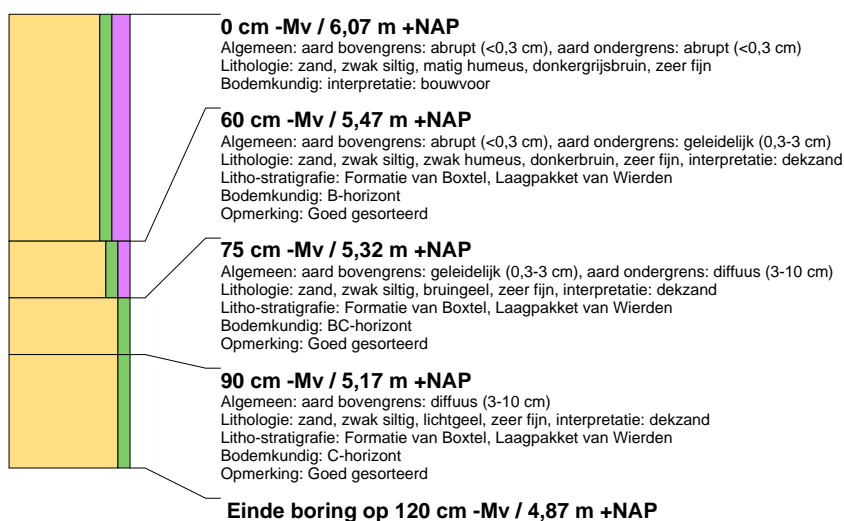 0 cm -Mv / 6,07 m +NAP
Algemeen: aard bovengrens: abrupt (<0,3 cm), aard ondergrens: abrupt (<0,3 cm)
Lithologie: zand, zwak siltig, matig humeus, donkergrijsbruin, zeer fijn
Bodemkundig: interpretatie: bouwvoor
60 cm -Mv / 5,47 m +NAP
Algemeen: aard bovengrens: abrupt (<0,3 cm), aard ondergrens: geleidelijk (0,3-3 cm)
Lithologie: zand, zwak siltig, zwak humeus, donkerbruin, zeer fijn, interpretatie: dekzand
Litho-stratigrafie: Formatie van Boxtel, Laagpakket van Wierden
Bodemkundig: B-horizont
Opmerking: Goed gesorteerd
75 cm -Mv / 5,32 m +NAP
Algemeen: aard bovengrens: geleidelijk (0,3-3 cm), aard ondergrens: diffuus (3-10 cm)
Lithologie: zand, zwak siltig, bruingeel, zeer fijn, interpretatie: dekzand
Litho-stratigrafie: Formatie van Boxtel, Laagpakket van Wierden
Bodemkundig: BC-horizont
Opmerking: Goed gesorteerd
90 cm -Mv / 5,17 m +NAP
Algemeen: aard bovengrens: diffuus (3-10 cm)
Lithologie: zand, zwak siltig, lichtgeel, zeer fijn, interpretatie: dekzand
Litho-stratigrafie: Formatie van Boxtel, Laagpakket van Wierden
Bodemkundig: C-horizont
Opmerking: Goed gesorteerd
Einde boring op 120 cm -Mv / 4,87 m +NAP